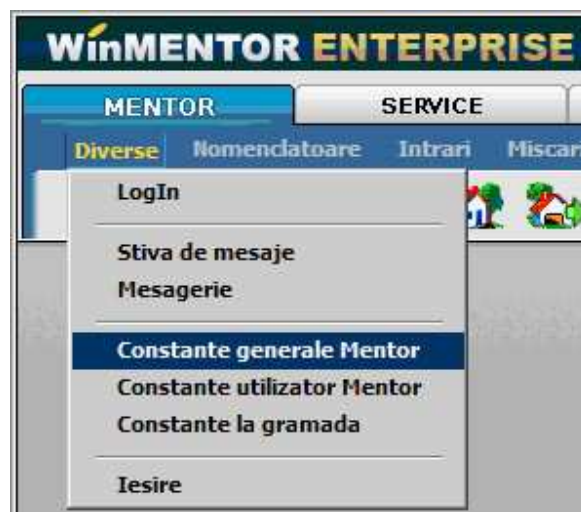 WinMENTOR ENTERPRISE
MENTOR SERVICE
Diverse Nomenclatoare Intrari Miscar
LogIn
Stiva de mesaje
Mesagerie
Constante generale Mentor
Constante utilizator Mentor
Constante la gramada
Iesire